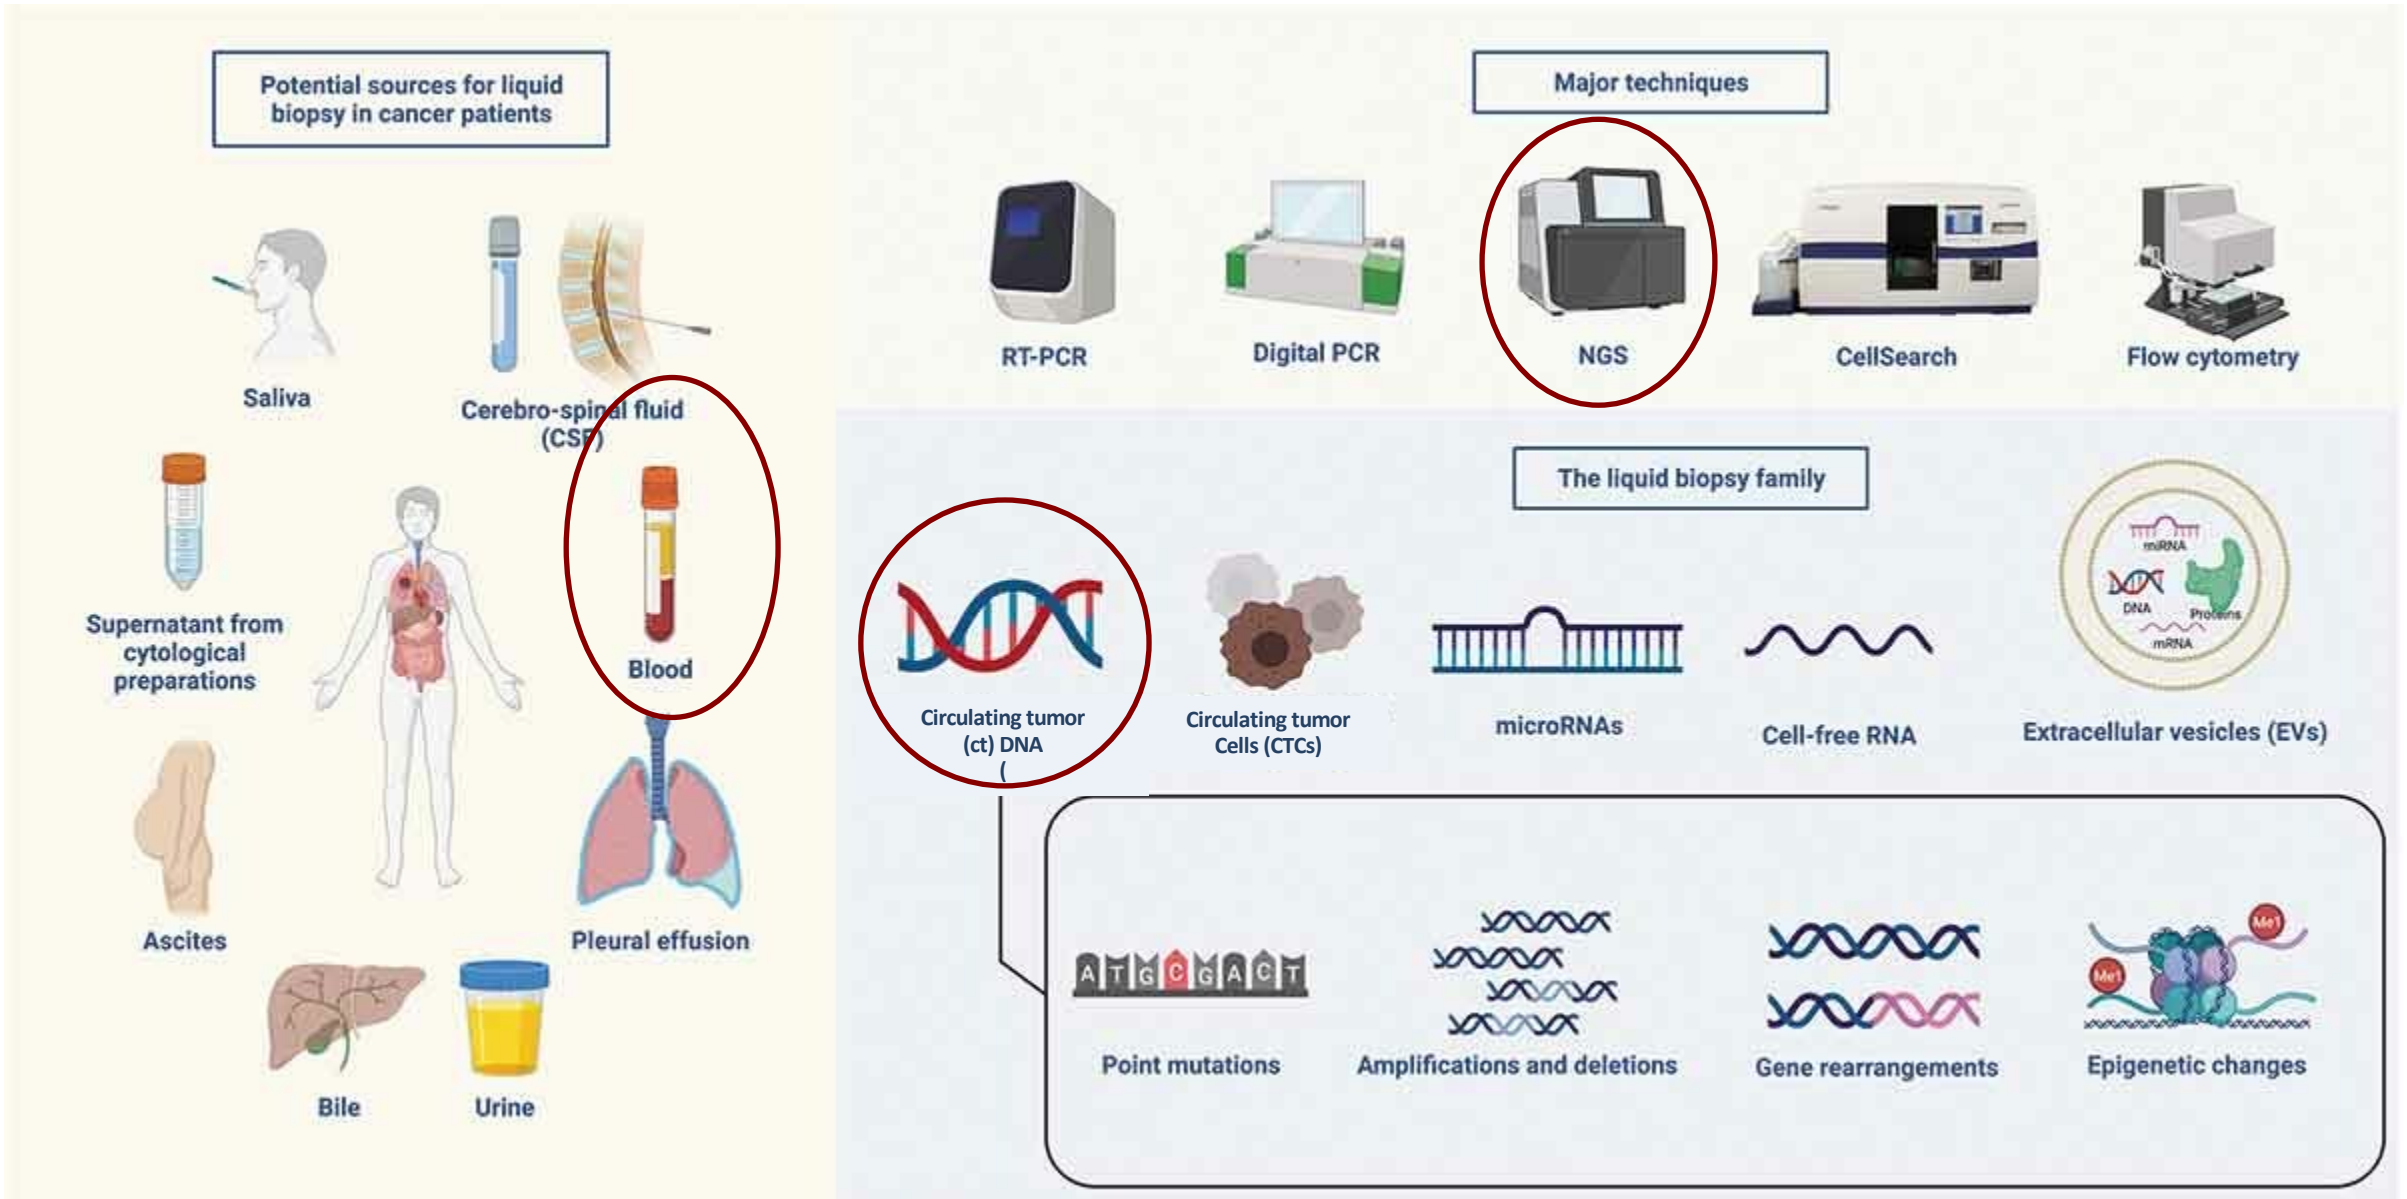 Potential sources for liquid
biopsy in cancer patients
Saliva
Cerebro-spinal fluid
(CSF)
Supernatant from
cytological
preparations
Blood
Ascites
Pleural effusion
Bile
Urine
Major techniques
RT-PCR
Digital PCR
NGS
CellSearch
Flow cytometry
The liquid biopsy family
Circulating tumor
(ct) DNA
(
Circulating tumor
Cells (CTCs)
microRNAs
Cell-free RNA
miRNA
DNA
Proteins
mRNA
Extracellular vesicles (EVs)
A T G C G A C T
Point mutations
Amplifications and deletions
Gene rearrangements
Me1
Me1
Epigenetic changes